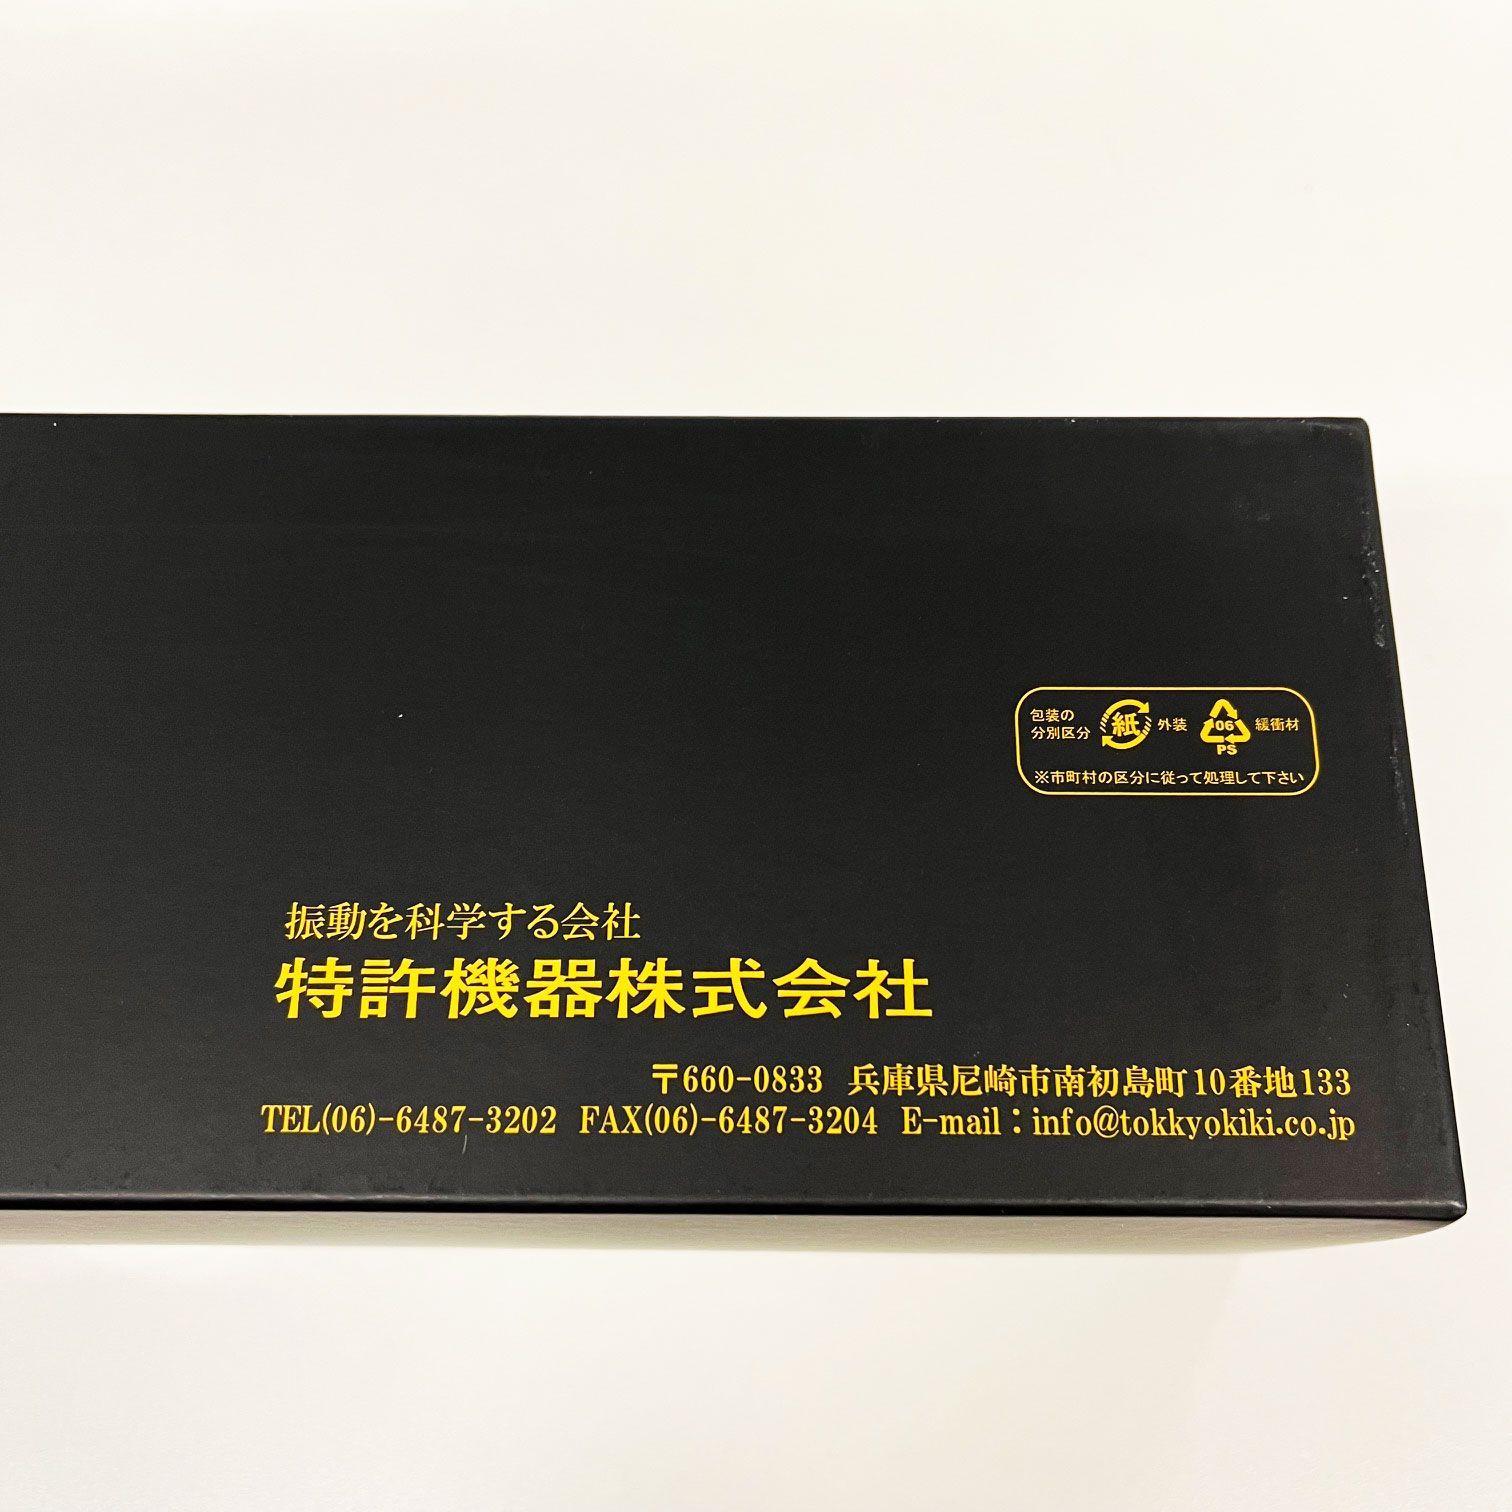 包装の
分別区分
紙 外装
06
PS
緩衝材
※市町村の区分に従って処理して下さい
振動を科学する会社
特許機器株式会社
〒660-0833 兵庫県尼崎市南初島町10番地133
TEL(06)-6487-3202 FAX(06)-6487-3204 E-mail：info@tokkyokiki.co.jp